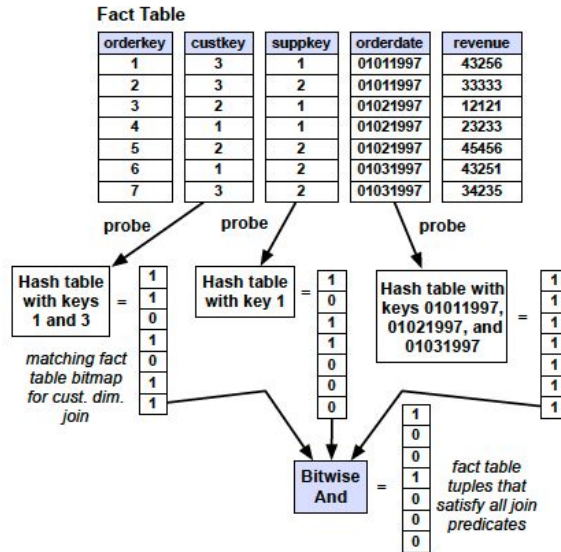 Fact Table
orderkey custkey suppkey orderdate revenue
1 3 1 01011997 43256
2 3 2 01011997 33333
3 2 1 01021997 12121
4 1 1 01021997 23233
5 2 2 01021997 45456
6 1 2 01031997 43251
7 3 2 01031997 34235
probe probe probe
Hash table
with keys
1 and 3
=
1
1
0
1
0
1
1
matching fact
table bitmap
for cust. dim.
join
Hash table
with key 1
=
1
0
1
1
0
0
0
Hash table with
keys 01011997,
01021997, and
01031997
=
1
1
1
1
1
1
1
Bitwise
And
=
1
0
0
1
0
0
0
fact table
tuples that
satisfy all join
predicates